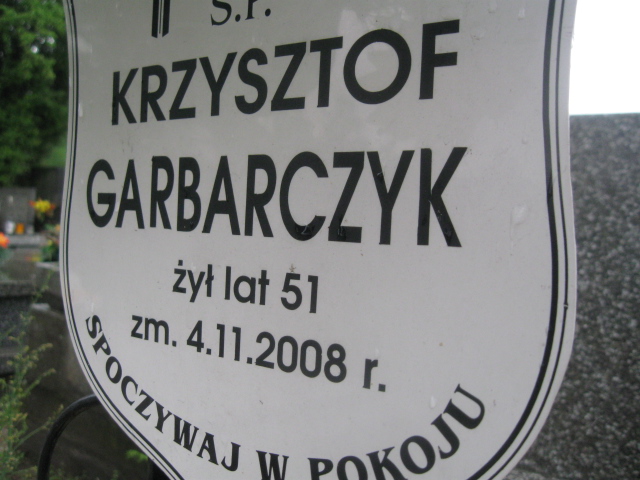 Ś.P.
KRZYSZTOF
GARBARCZYK
żył lat 51
zm. 4.11.2008 r.
SPOCZYWAJ W POKOJU